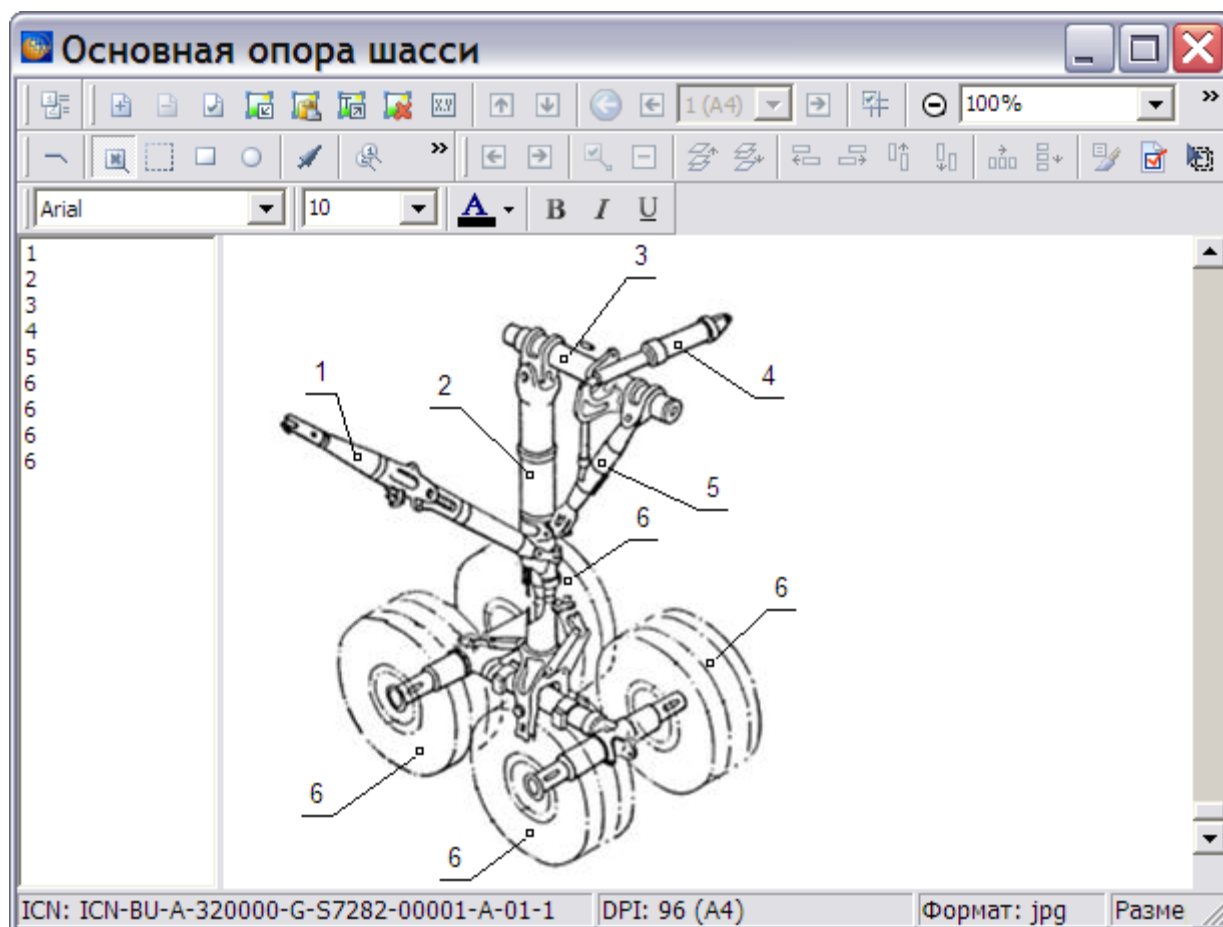 Основная опора шасси
X.Y
1 (A4)
100%
Arial
10
A
B I U
1
2
3
4
5
6
6
6
6
3
4
1
2
5
6
6
6
6
ICN: ICN-BU-A-320000-G-S7282-00001-A-01-1
DPI: 96 (A4)
Формат: jpg
Разме